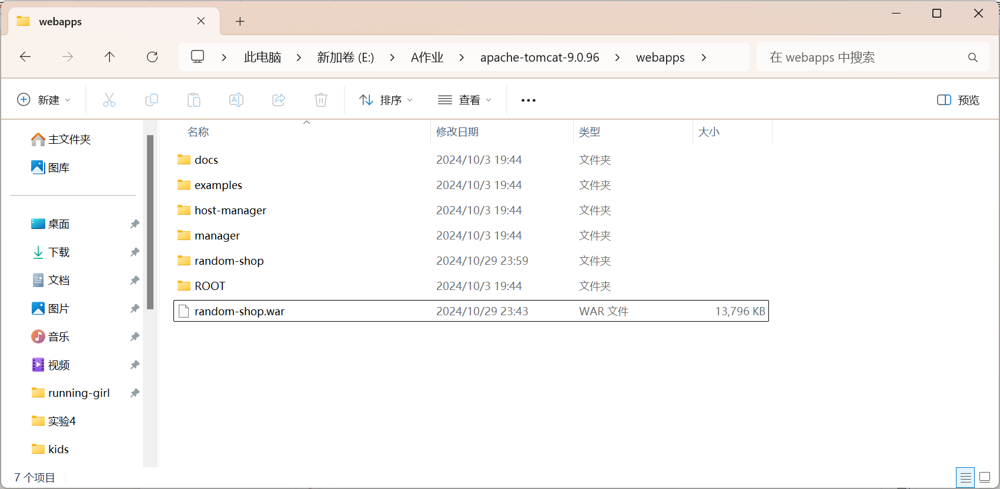 webapps
此电脑 新加卷 (E:) A作业 apache-tomcat-9.0.96 webapps 在 webapps 中搜索
新建 排序 查看 预览
主文件夹
图库
桌面
下载
文档
图片
音乐
视频
running-girl
实验4
kids
名称 修改日期 类型 大小
docs 2024/10/3 19:44 文件夹
examples 2024/10/3 19:44 文件夹
host-manager 2024/10/3 19:44 文件夹
manager 2024/10/3 19:44 文件夹
random-shop 2024/10/29 23:59 文件夹
ROOT 2024/10/3 19:44 文件夹
random-shop.war 2024/10/29 23:43 WAR 文件 13,796 KB
7 个项目